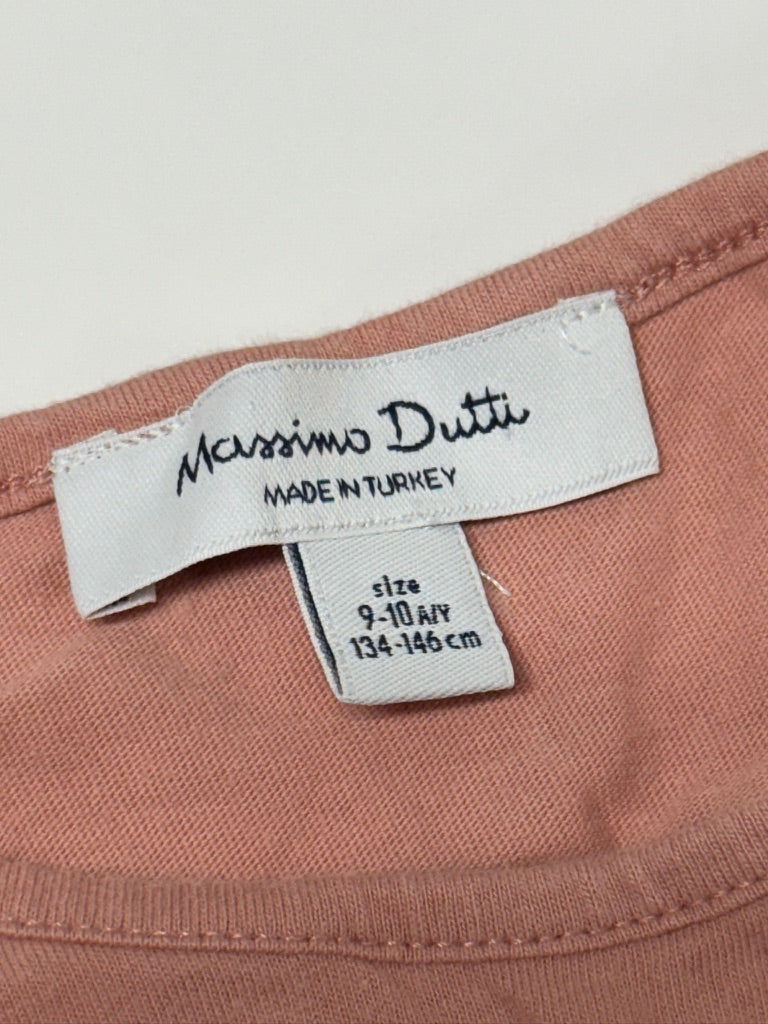 Massimo Dutti
MADE IN TURKEY
size
9-10 A/Y
134-146 cm